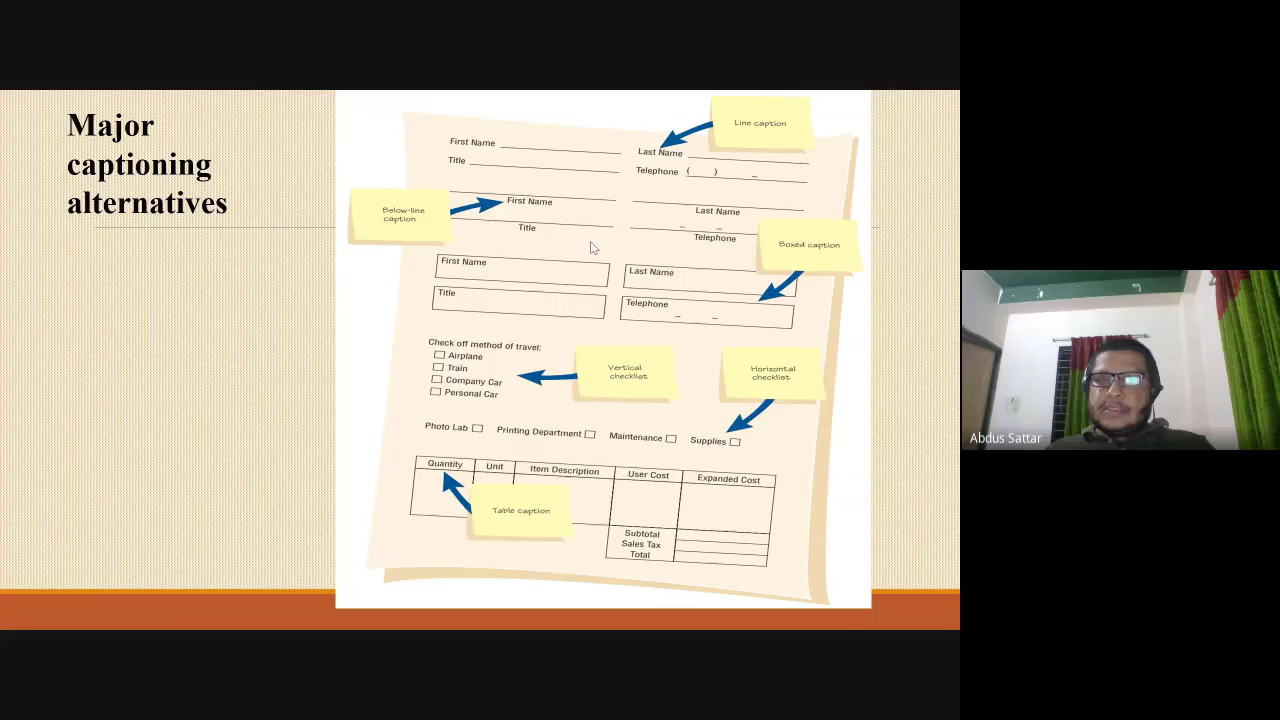 Major
captioning
alternatives
Line caption
First Name
Last Name
Title
Telephone ( ) –
Below-line
caption
First Name
Last Name
Title
– –
Telephone
Boxed caption
First Name
Last Name
Title
Telephone
– –
Check off method of travel:
Airplane
Train
Company Car
Personal Car
Vertical
checklist
Horizontal
checklist
Photo Lab
Printing Department
Maintenance
Supplies
Quantity
Unit
Item Description
User Cost
Expanded Cost
Table caption
Subtotal
Sales Tax
Total
Abdus Sattar